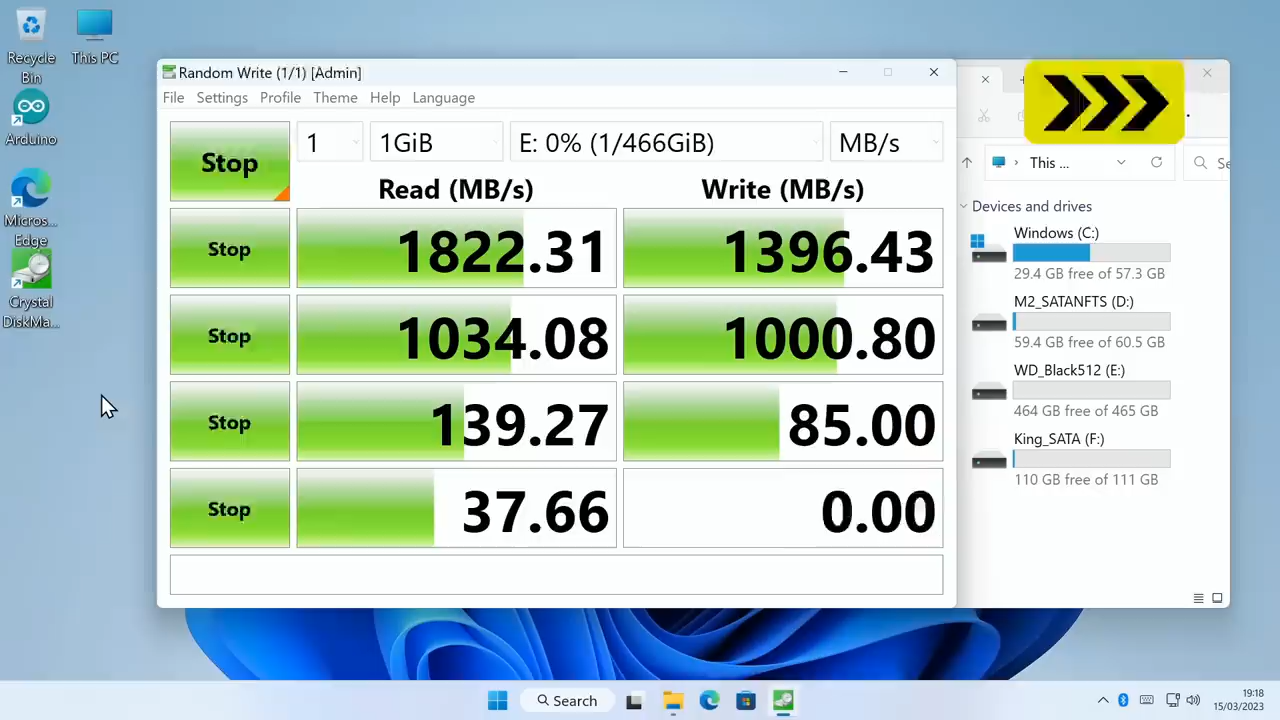 Recycle
Bin
This PC
Arduino
Micros...
Edge
Crystal
DiskMa...
Random Write (1/1) [Admin]
File Settings Profile Theme Help Language
Stop 1 1GiB E: 0% (1/466GiB) MB/s
Read (MB/s) Write (MB/s)
Stop 1822.31 1396.43
Stop 1034.08 1000.80
Stop 139.27 85.00
Stop 37.66 0.00
This ...
Se
Devices and drives
Windows (C:)
29.4 GB free of 57.3 GB
M2_SATANFTS (D:)
59.4 GB free of 60.5 GB
WD_Black512 (E:)
464 GB free of 465 GB
King_SATA (F:)
110 GB free of 111 GB
Search
19:18
15/03/2023